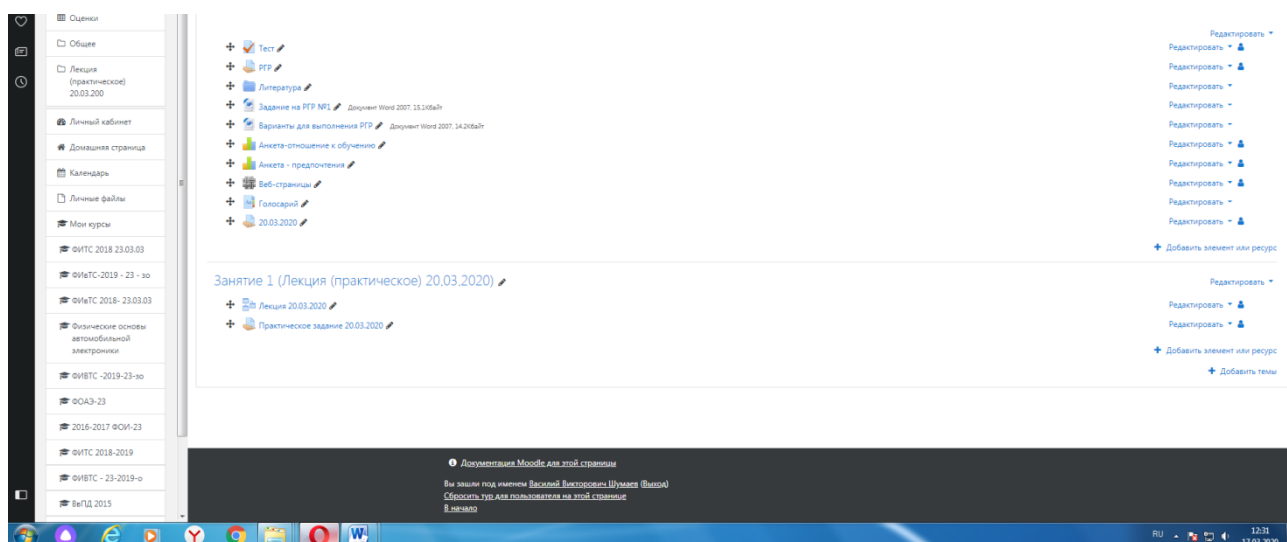 Оценки
Общее
Лекция
(практическое)
20.03.200
Личный кабинет
Домашняя страница
Календарь
Личные файлы
Мои курсы
ФИТС 2018 23.03.03
ФИвТС-2019 - 23 - зо
ФИвТС 2018- 23.03.03
Физические основы
автомобильной
электроники
ФИВТС -2019-23-зо
ФОАЭ-23
2016-2017 ФОИ-23
ФИТС 2018-2019
ФИВТС - 23-2019-о
ВвПД 2015
Редактировать
Тест Редактировать
РГР Редактировать
Литература Редактировать
Задание на РГР №1 Документ Word 2007, 15.1Кбайт Редактировать
Варианты для выполнения РГР Документ Word 2007, 14.2Кбайт Редактировать
Анкета-отношение к обучению Редактировать
Анкета - предпочтения Редактировать
Веб-страницы Редактировать
Голосарий Редактировать
20.03.2020 Редактировать
+ Добавить элемент или ресурс
Занятие 1 (Лекция (практическое) 20.03.2020) Редактировать
Лекция 20.03.2020 Редактировать
Практическое задание 20.03.2020 Редактировать
+ Добавить элемент или ресурс
+ Добавить темы
Документация Moodle для этой страницы
Вы зашли под именем Василий Викторович Шумаев (Выход)
Сбросить тур для пользователя на этой странице
В начало
RU 12:31
17.03.2020